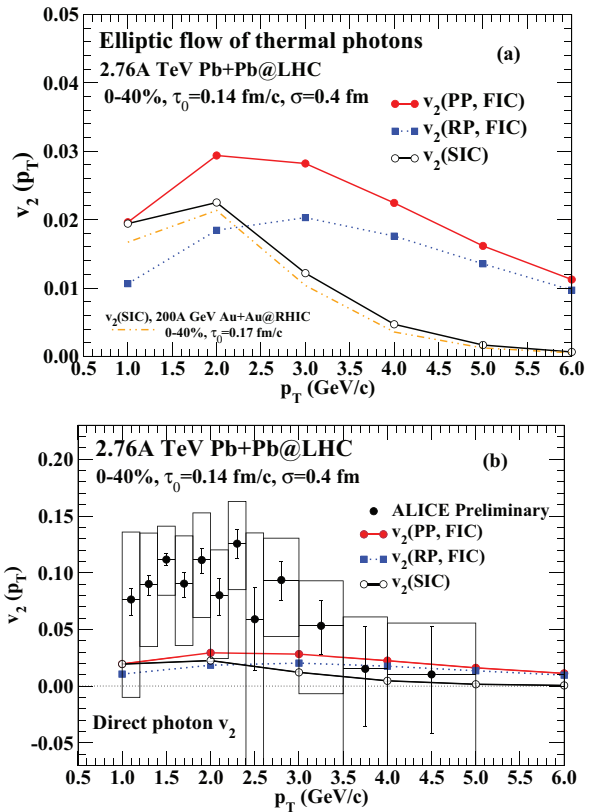 0.05
Elliptic flow of thermal photons
(a)
2.76A TeV Pb+Pb@LHC
0-40%, τ₀=0.14 fm/c, σ=0.4 fm
0.04
v₂(PP, FIC)
v₂(RP, FIC)
v₂(SIC)
0.03
v₂ (p_T)
0.02
0.01
v₂(SIC), 200A GeV Au+Au@RHIC
0-40%, τ₀=0.17 fm/c
0.00
0.5 1.0 1.5 2.0 2.5 3.0 3.5 4.0 4.5 5.0 5.5 6.0
p_T (GeV/c)
2.76A TeV Pb+Pb@LHC
(b)
0-40%, τ₀=0.14 fm/c, σ=0.4 fm
0.20
ALICE Preliminary
v₂(PP, FIC)
v₂(RP, FIC)
v₂(SIC)
0.15
0.10
v₂ (p_T)
0.05
0.00
Direct photon v₂
-0.05
0.5 1.0 1.5 2.0 2.5 3.0 3.5 4.0 4.5 5.0 5.5 6.0
p_T (GeV/c)